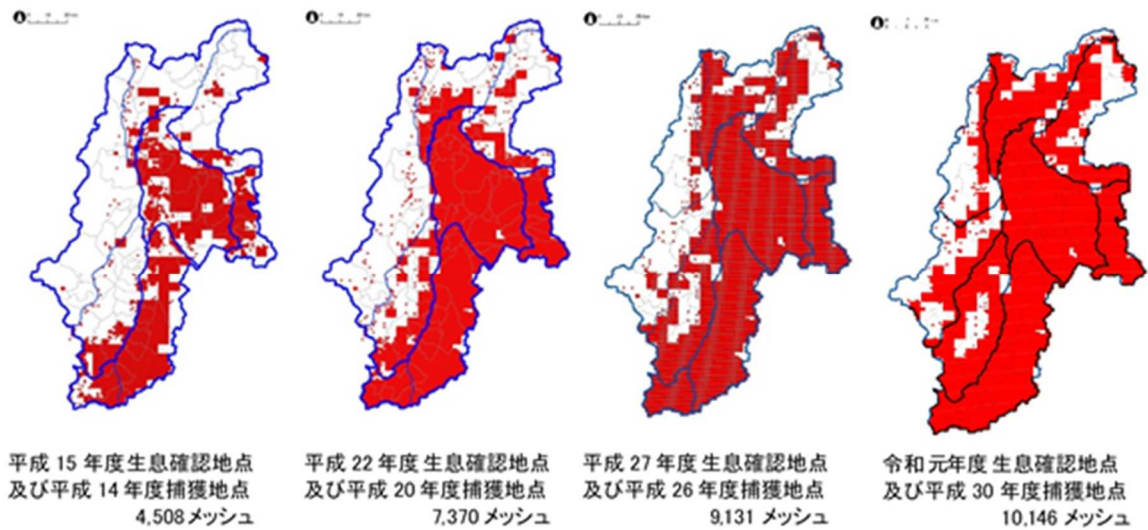 平成 15 年度 生息確認地点
及び平成 14 年度捕獲地点
4,508 メッシュ
平成 22 年度 生息確認地点
及び平成 20 年度捕獲地点
7,370 メッシュ
平成 27 年度 生息確認地点
及び平成 26 年度捕獲地点
9,131 メッシュ
令和元年度 生息確認地点
及び平成 30 年度捕獲地点
10,146 メッシュ